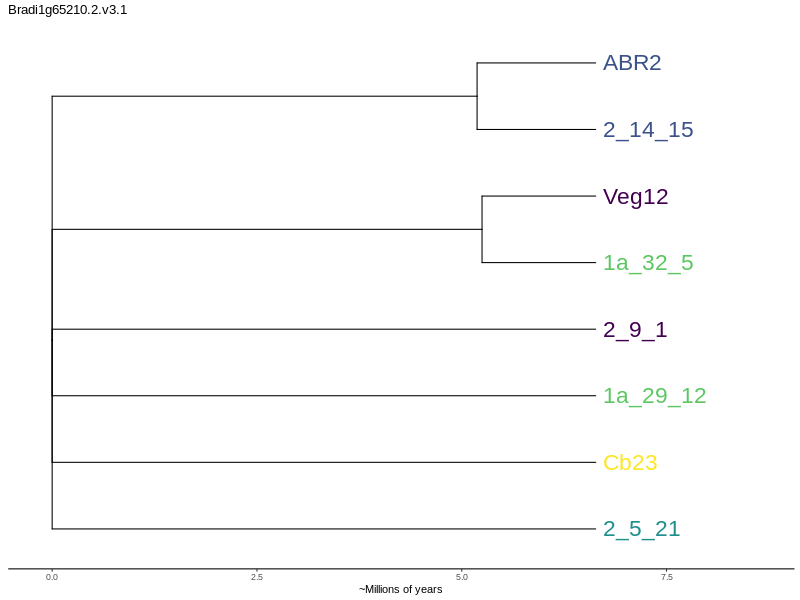 Bradi1g65210.2.v3.1
ABR2
2_14_15
Veg12
1a_32_5
2_9_1
1a_29_12
Cb23
2_5_21
0.0 2.5 5.0 7.5
~Millions of years